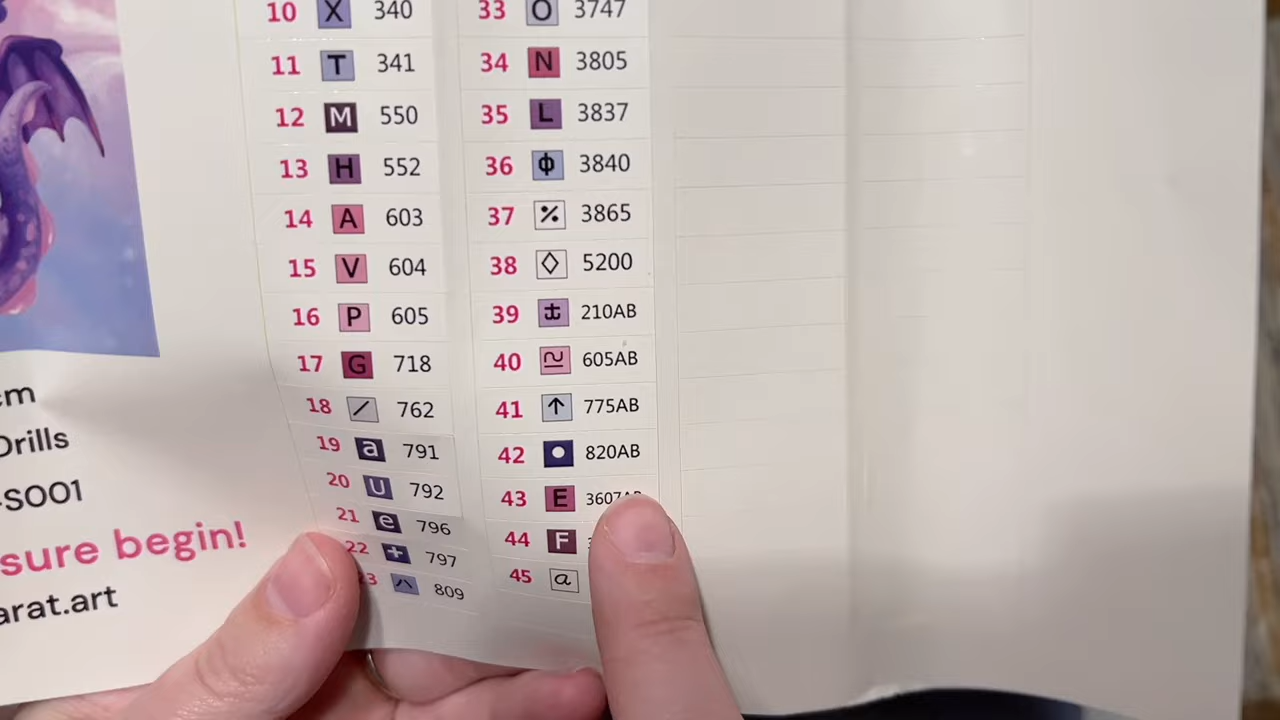 10 X 340
11 T 341
12 M 550
13 H 552
14 A 603
15 V 604
16 P 605
17 G 718
18 / 762
19 a 791
20 U 792
21 e 796
22 + 797
809
33 O 3747
34 N 3805
35 L 3837
36 ф 3840
37 ٪ 3865
38 ◊ 5200
39 210AB
40 605AB
41 ↑ 775AB
42 ● 820AB
43 E
44 F
45 a
cm
Drills
-S001
sure begin!
arat.art